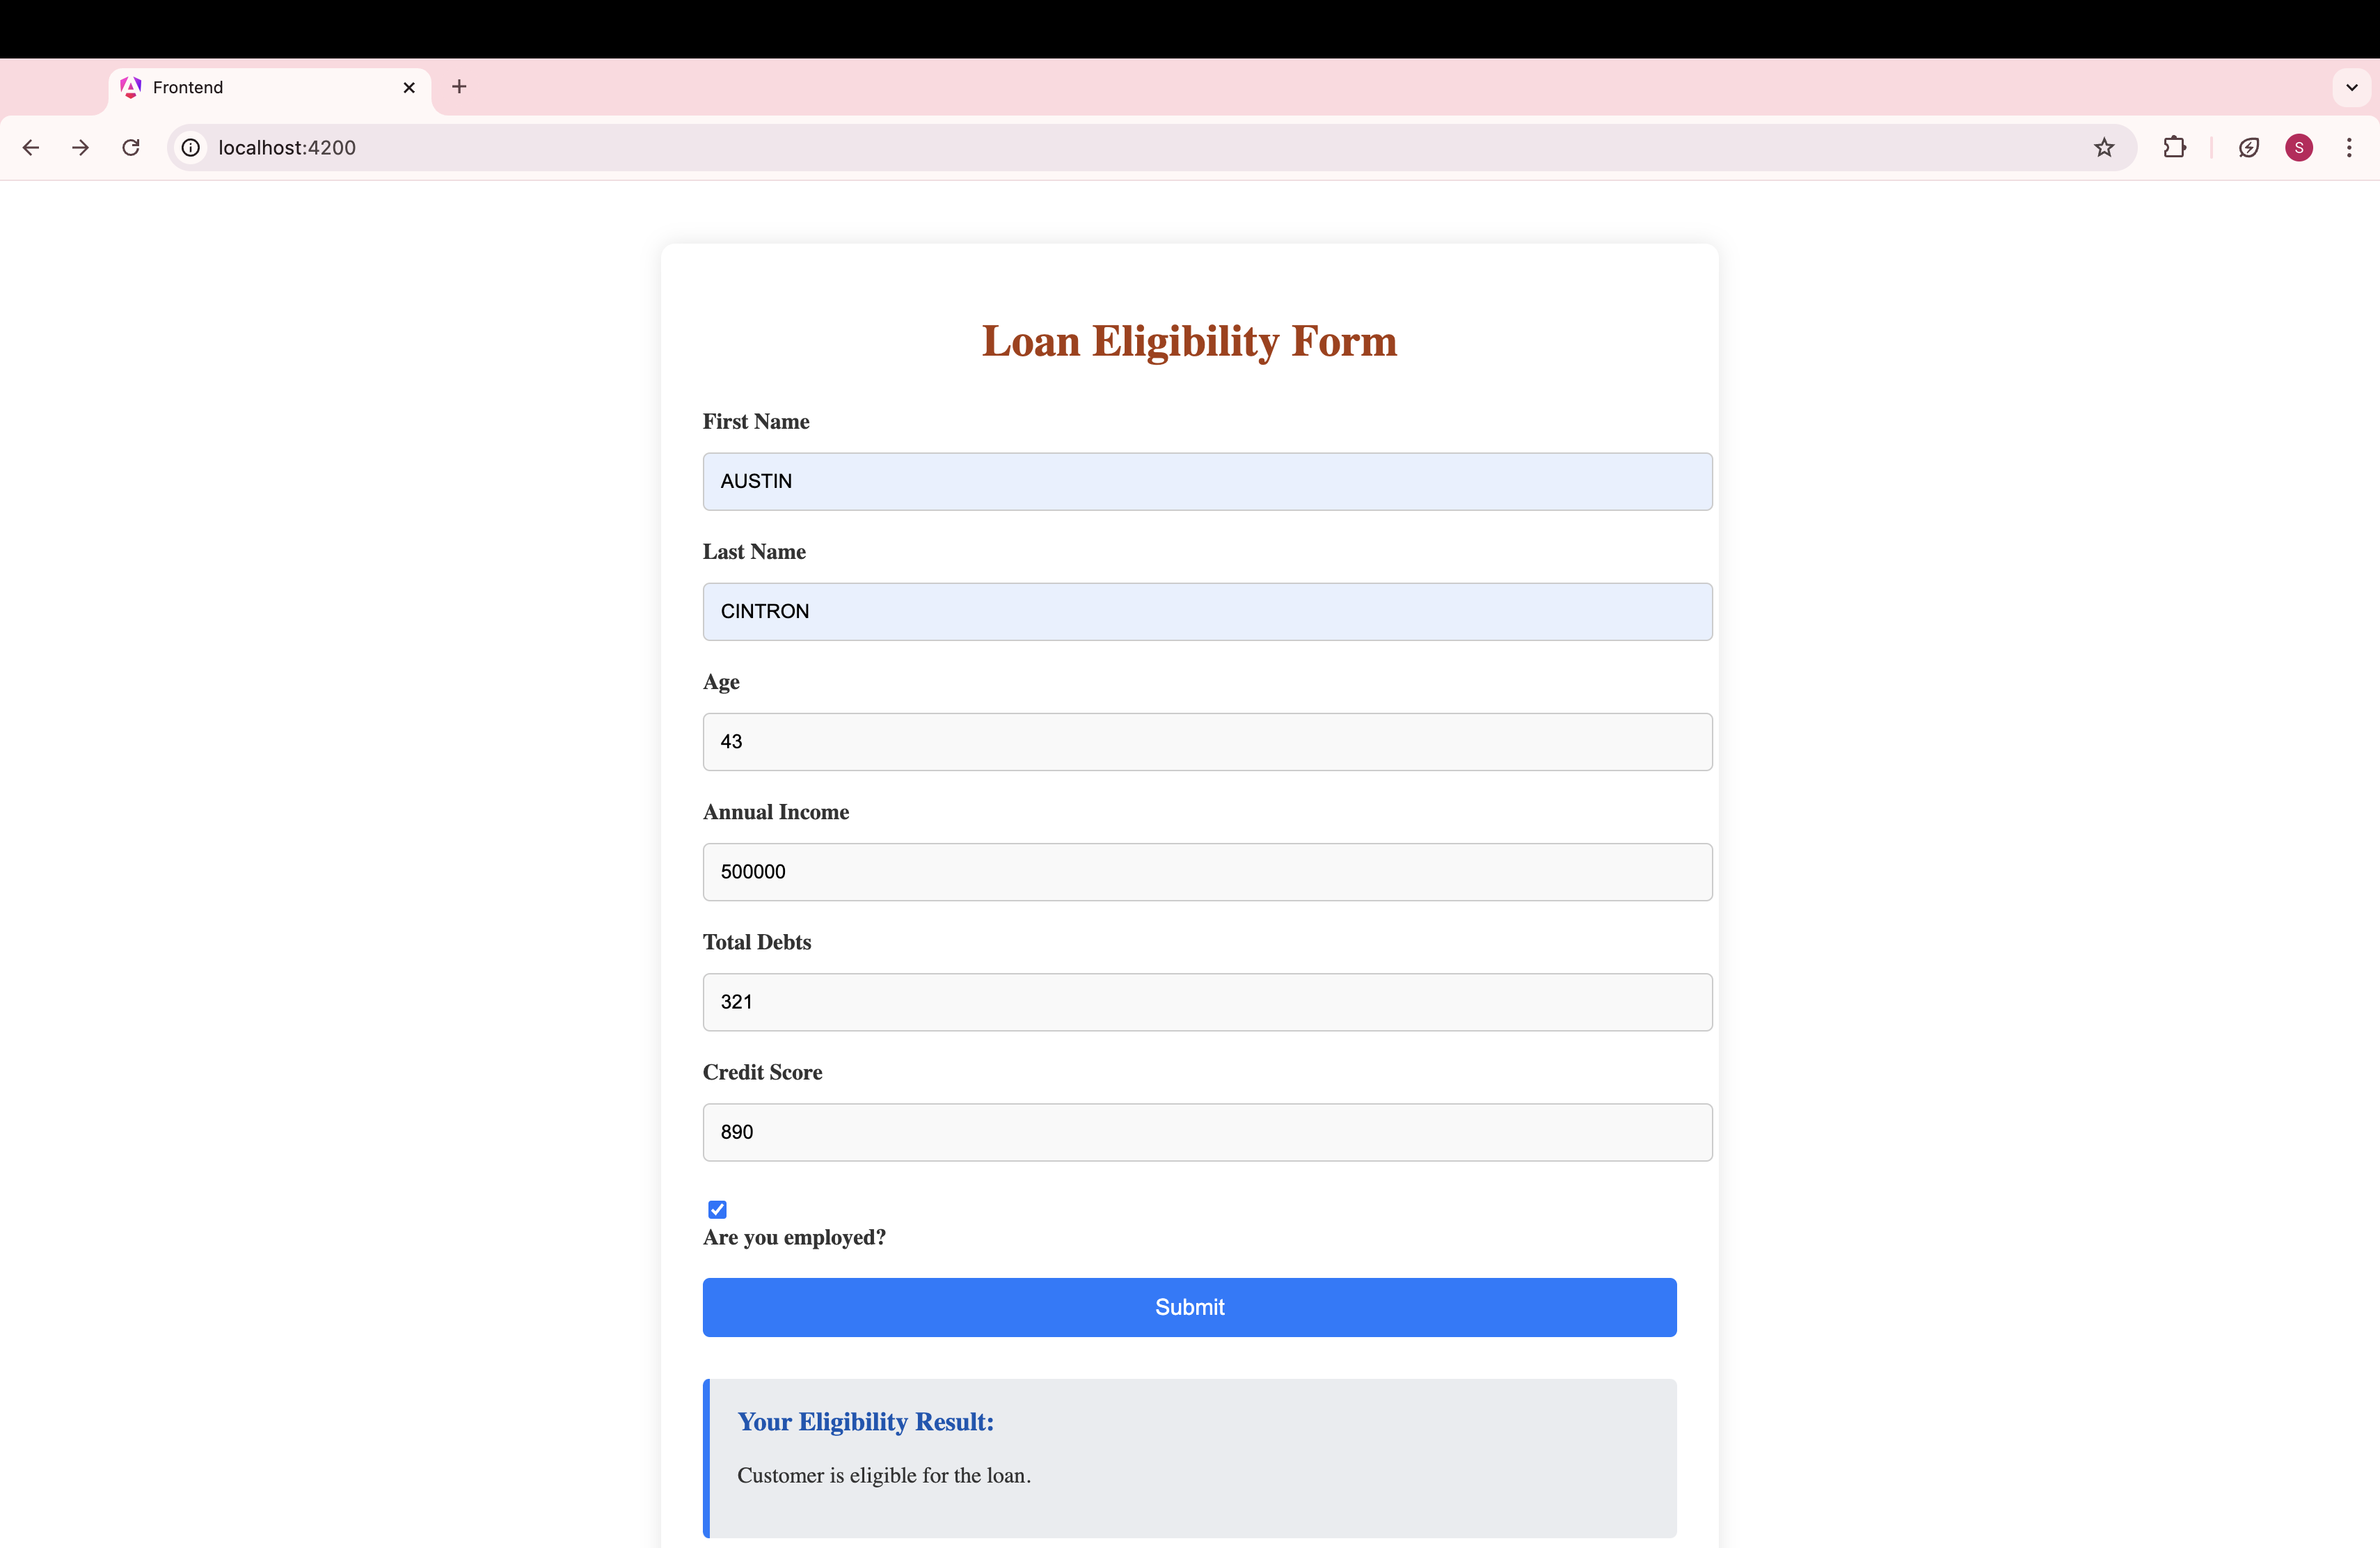 Frontend
localhost:4200
S
Loan Eligibility Form
First Name
AUSTIN
Last Name
CINTRON
Age
43
Annual Income
500000
Total Debts
321
Credit Score
890
Are you employed?
Submit
Your Eligibility Result:
Customer is eligible for the loan.